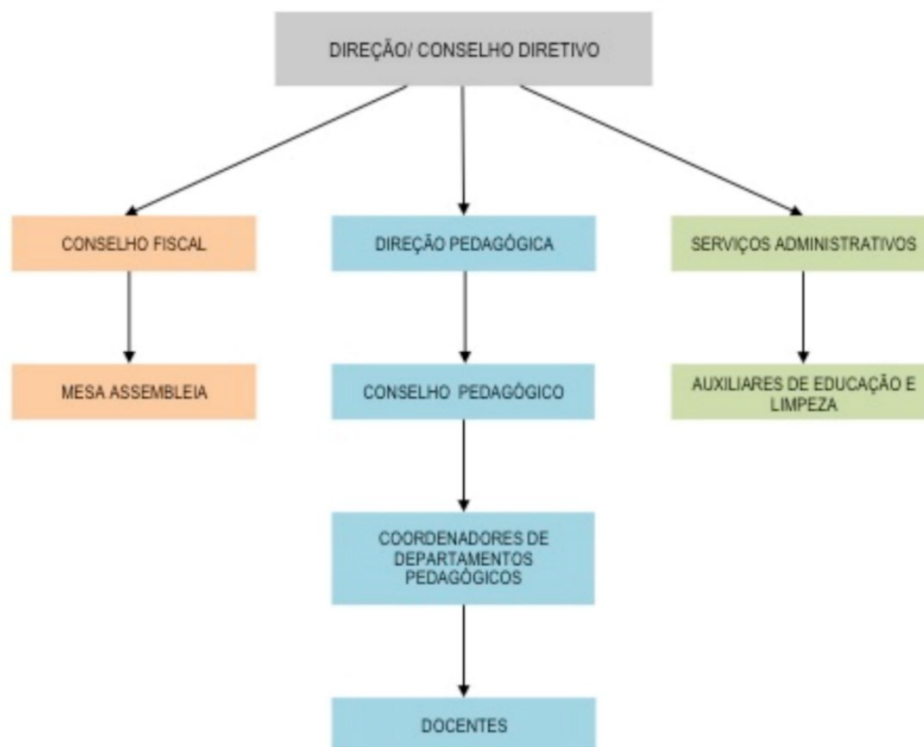 DIREÇÃO/ CONSELHO DIRETIVO
CONSELHO FISCAL
DIREÇÃO PEDAGÓGICA
SERVIÇOS ADMINISTRATIVOS
MESA ASSEMBLEIA
CONSELHO PEDAGÓGICO
AUXILIARES DE EDUCAÇÃO E
LIMPEZA
COORDENADORES DE
DEPARTAMENTOS
PEDAGÓGICOS
DOCENTES